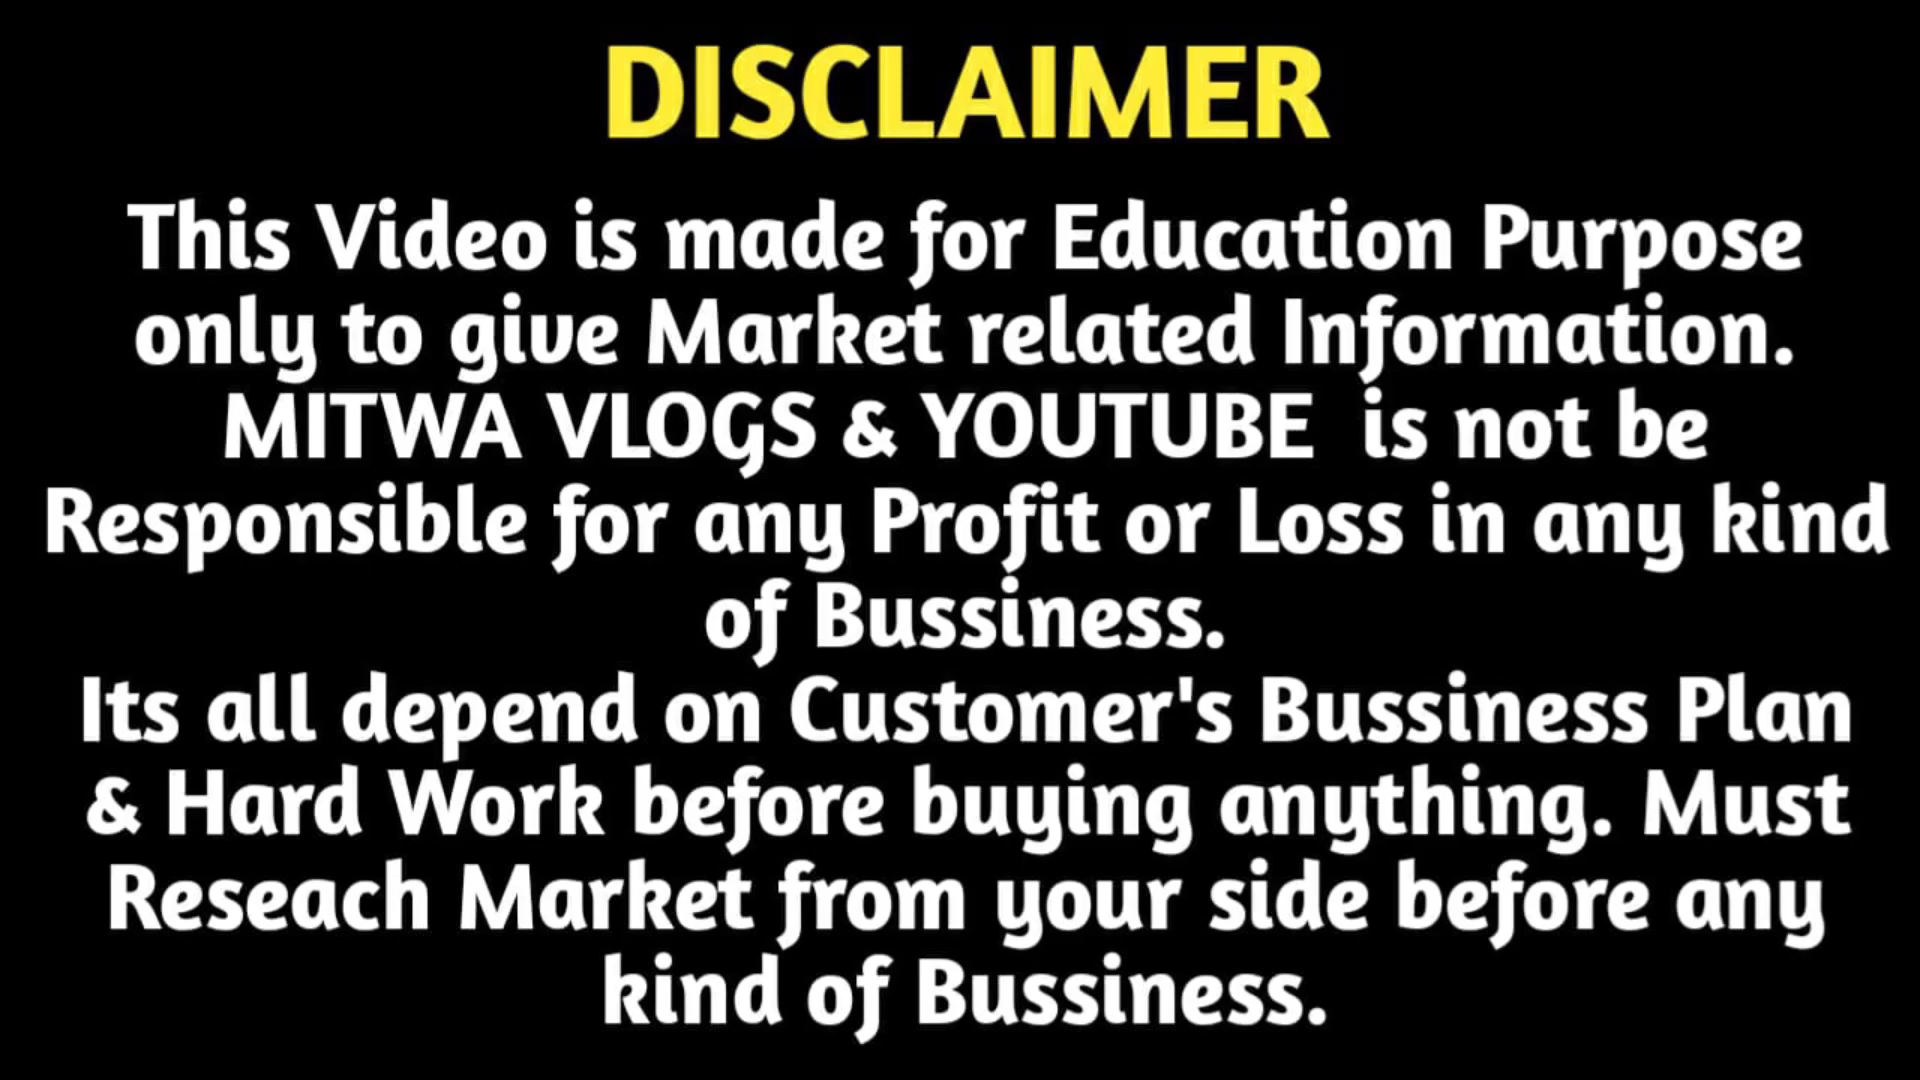 DISCLAIMER
This Video is made for Education Purpose
only to give Market related Information.
MITWA VLOGS & YOUTUBE is not be
Responsible for any Profit or Loss in any kind
of Bussiness.
Its all depend on Customer's Bussiness Plan
& Hard Work before buying anything. Must
Reseach Market from your side before any
kind of Bussiness.